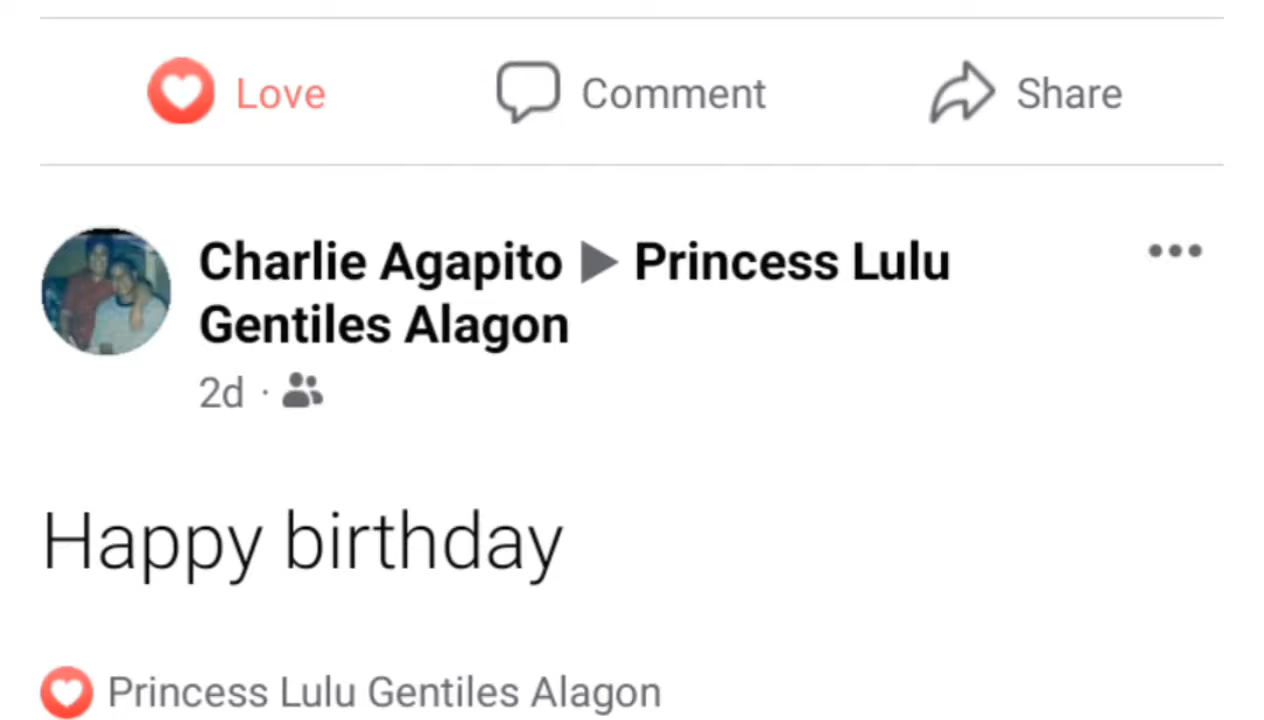 Love Comment Share
Charlie Agapito ▶ Princess Lulu
Gentiles Alagon
2d ·
Happy birthday
Princess Lulu Gentiles Alagon